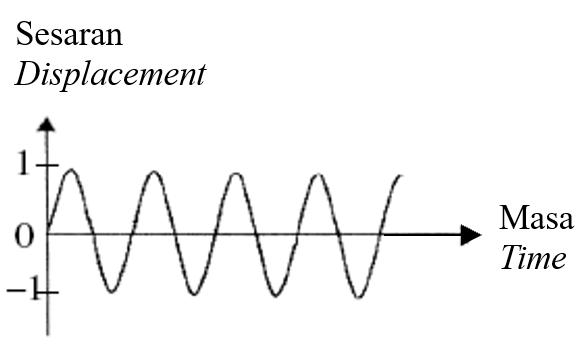 Sesaran
Displacement
1
0
−1
Masa
Time